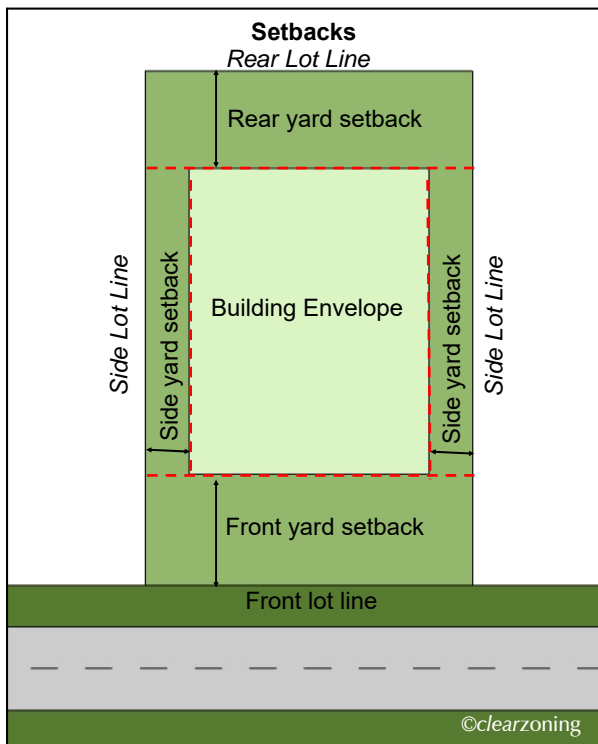 Setbacks
Rear Lot Line
Rear yard setback
Side Lot Line
Side yard setback
Building Envelope
Side yard setback
Side Lot Line
Front yard setback
Front lot line
©clearzoning